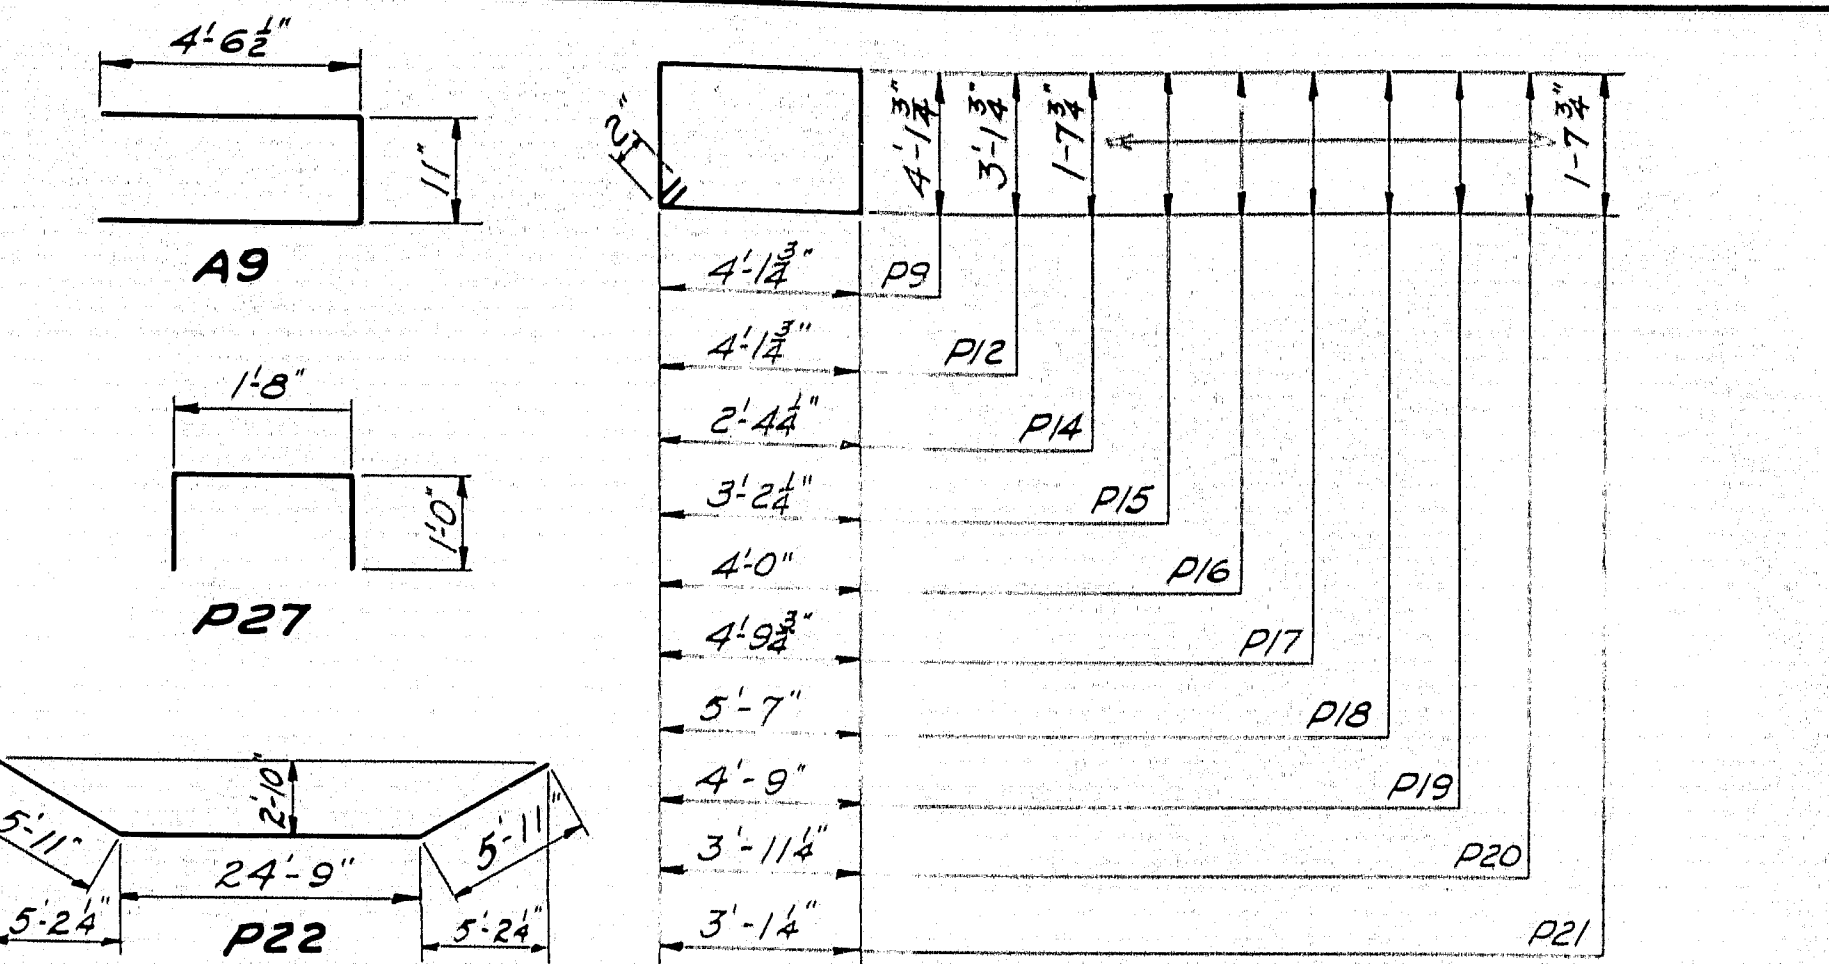 4'-6½"
11"
A9
1'-8"
1'-0"
P27
2'-10"
5'-11"
5'-11"
24'-9"
5'-2¼"
5'-2¼"
P22
2"
4'-1¾"
3'-1¾"
1-7¾"
1-7¾"
4'-1¾" P9
4'-1¾" P12
2'-4¼" P14
3'-2¼" P15
4'-0" P16
4'-9¾" P17
5'-7" P18
4'-9" P19
3'-11¼" P20
3'-1¼" P21